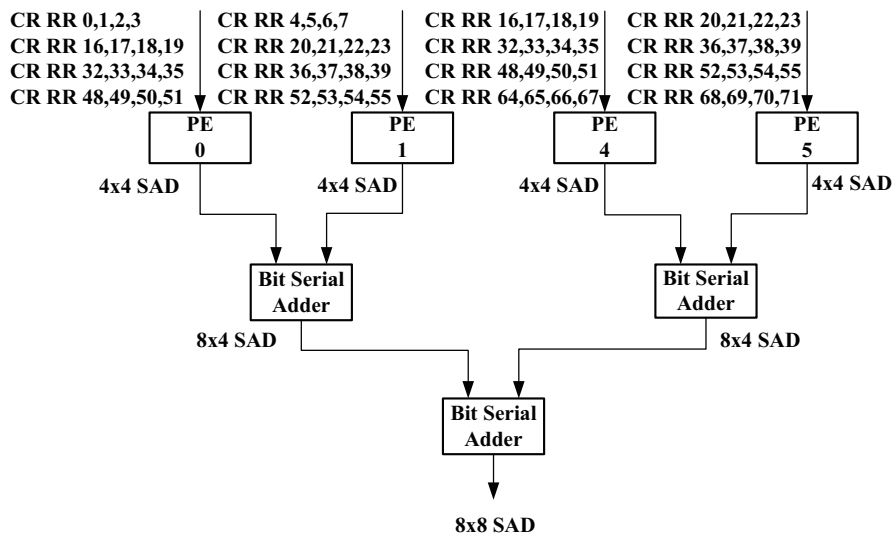 CR RR 0,1,2,3
CR RR 16,17,18,19
CR RR 32,33,34,35
CR RR 48,49,50,51
CR RR 4,5,6,7
CR RR 20,21,22,23
CR RR 36,37,38,39
CR RR 52,53,54,55
CR RR 16,17,18,19
CR RR 32,33,34,35
CR RR 48,49,50,51
CR RR 64,65,66,67
CR RR 20,21,22,23
CR RR 36,37,38,39
CR RR 52,53,54,55
CR RR 68,69,70,71
PE
0
PE
1
PE
4
PE
5
4x4 SAD
4x4 SAD
4x4 SAD
4x4 SAD
Bit Serial
Adder
Bit Serial
Adder
8x4 SAD
8x4 SAD
Bit Serial
Adder
8x8 SAD